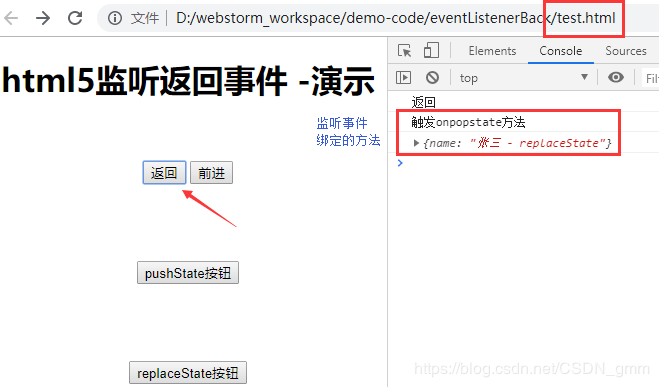 文件 D:/webstorm_workspace/demo-code/eventListenerBack/test.html
html5监听返回事件 -演示
监听事件
绑定的方法
返回 前进
pushState按钮
replaceState按钮
Elements Console Sources
top Fil
返回
触发onpopstate方法
{name: "张三 - replaceState"}
https://blog.csdn.net/CSDN_gmm